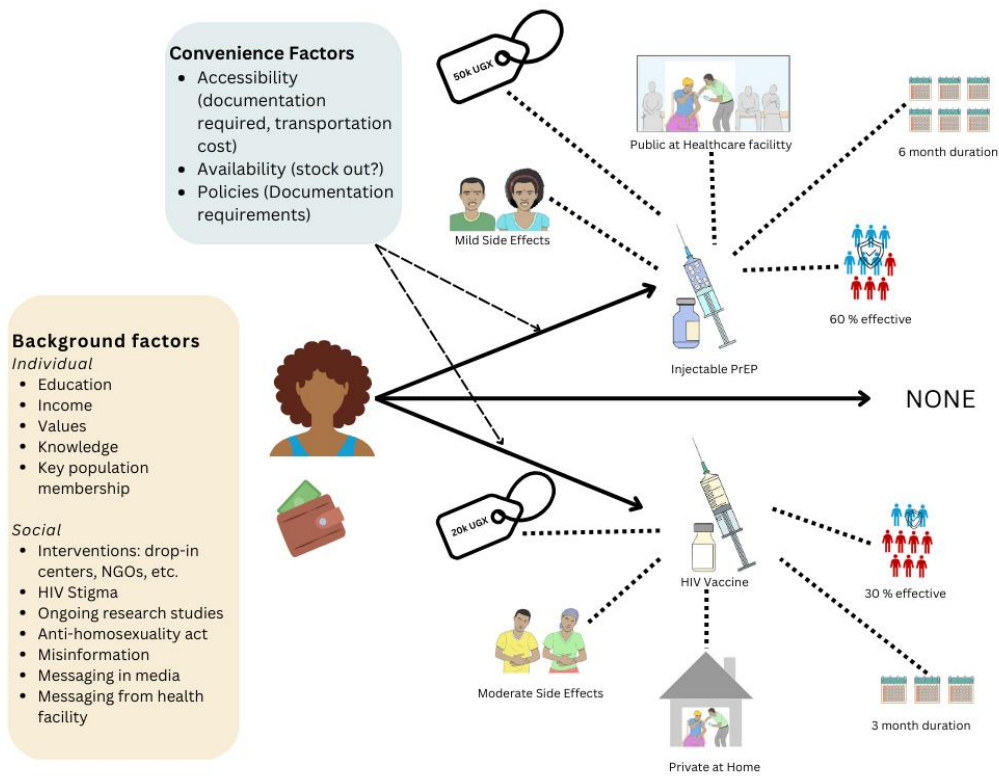 Convenience Factors
• Accessibility
(documentation
required, transportation
cost)
• Availability (stock out?)
• Policies (Documentation
requirements)
Background factors
Individual
• Education
• Income
• Values
• Knowledge
• Key population
membership
Social
• Interventions: drop-in
centers, NGOs, etc.
• HIV Stigma
• Ongoing research studies
• Anti-homosexuality act
• Misinformation
• Messaging in media
• Messaging from health
facility
50k UGX
Public at Healthcare facilitty
6 month duration
Mild Side Effects
60 % effective
Injectable PrEP
NONE
20k UGX
HIV Vaccine
30 % effective
Moderate Side Effects
3 month duration
Private at Home